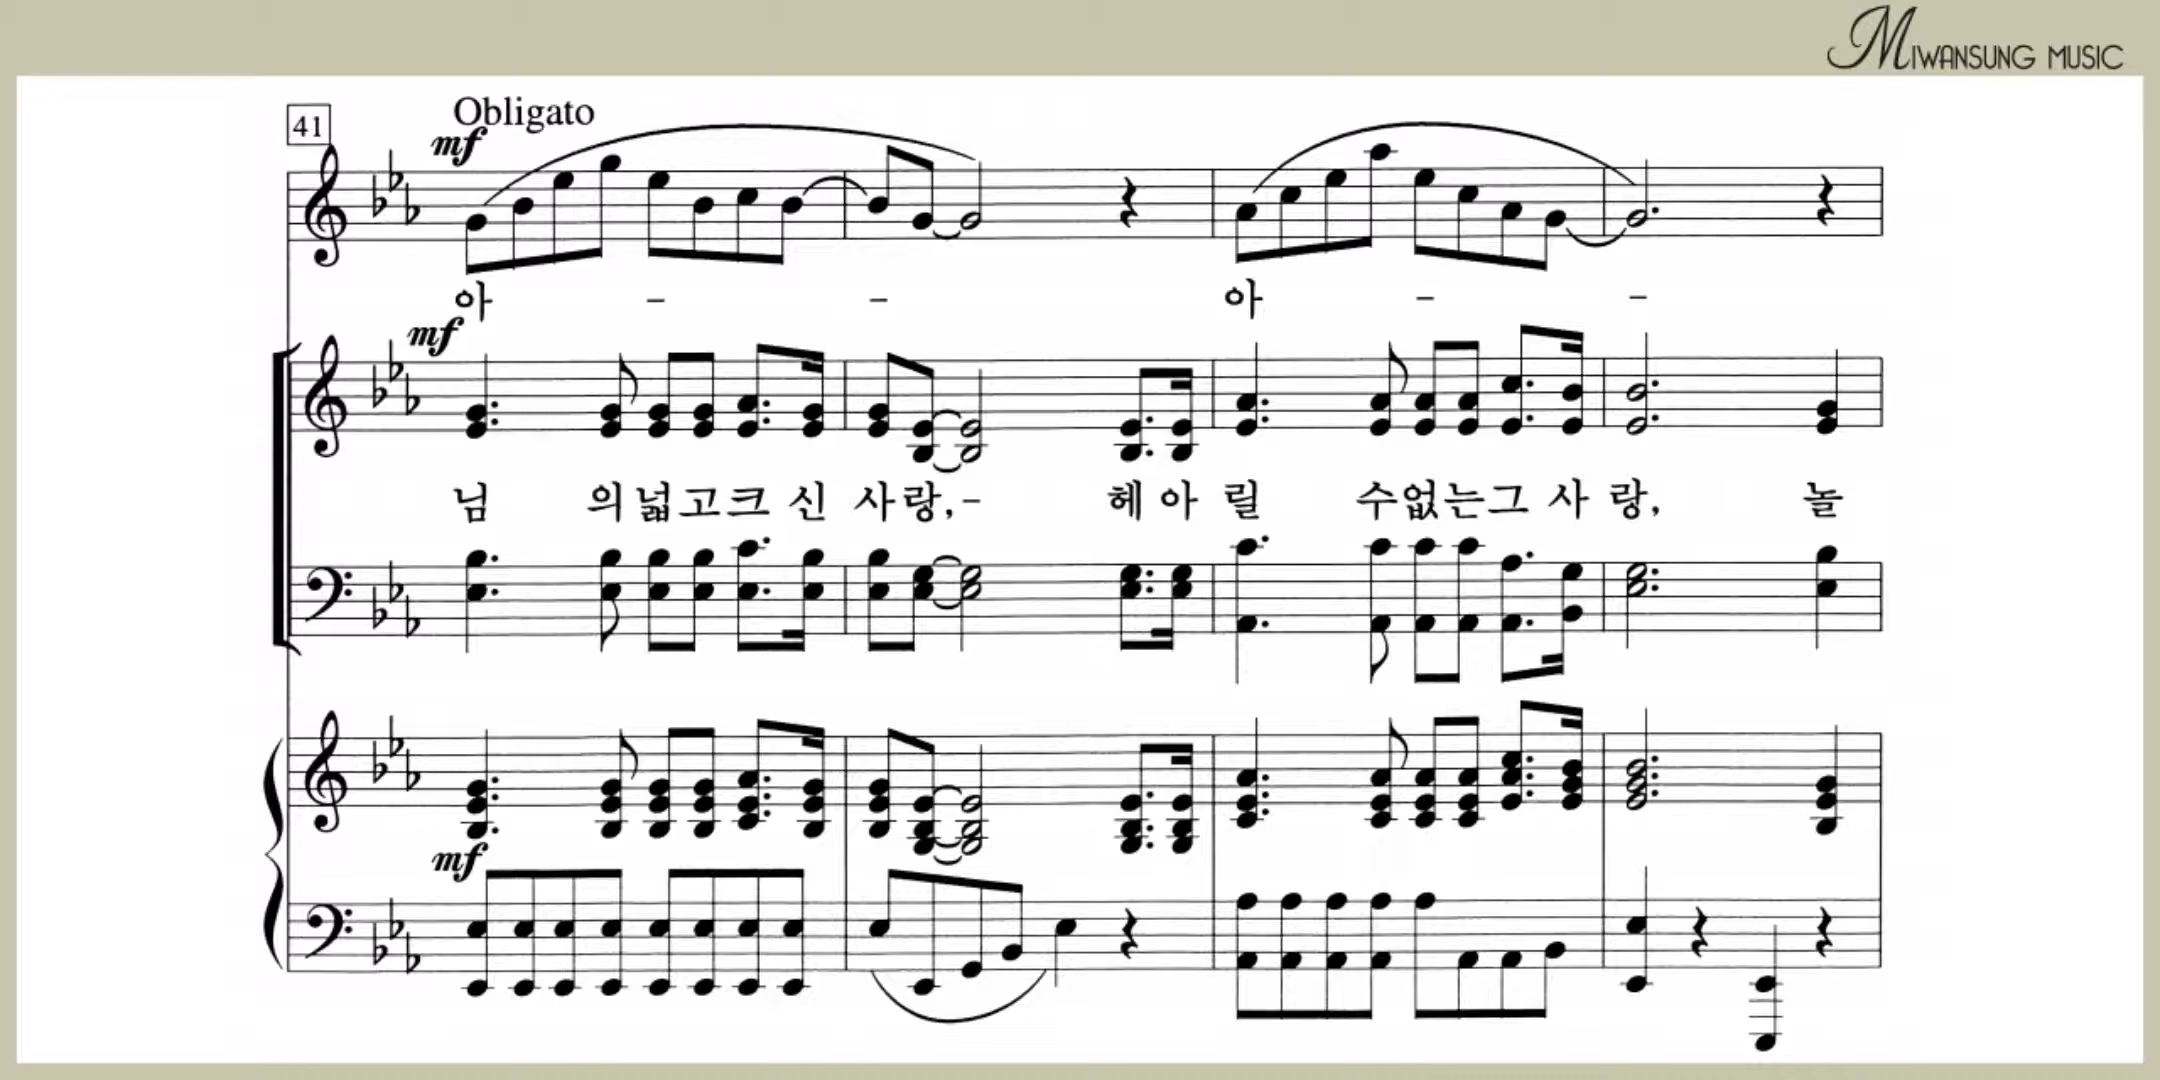 MIWANSUNG MUSIC
Obligato
41
mf
아 - - 아 - -
mf
님 의 넓 고 크 신 사 랑, - 헤 아 릴 수 없 는 그 사 랑, 놀
mf